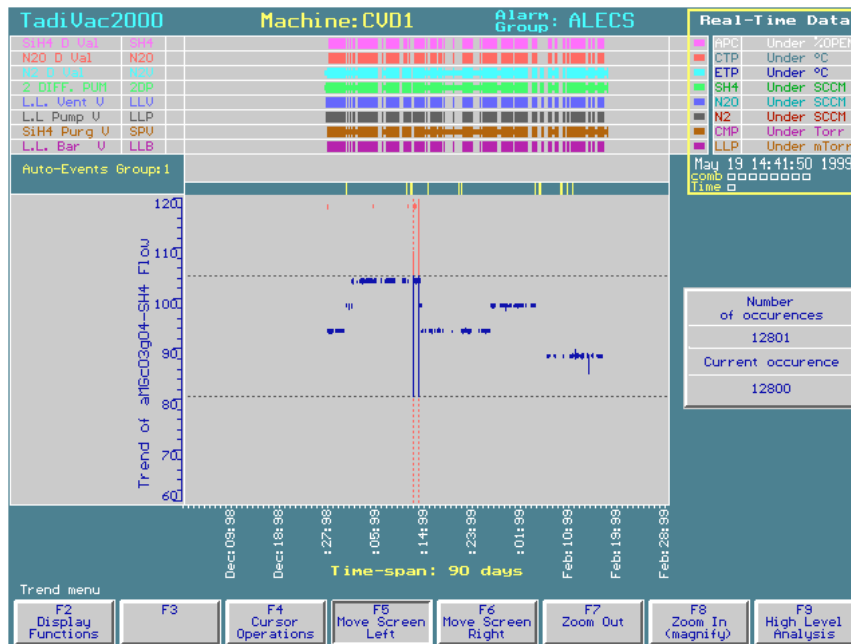 TadiVac2000 Machine:CVD1 Alarm Group: ALECS Real-Time Data
SiH4 D Val SH4 APC Under %OPEN
N2O D Val N2O CTP Under ºC
N2 D Val N2V ETP Under ºC
2 DIFF. PUM 2DP SH4 Under SCCM
L.L. Vent V LLV N2O Under SCCM
L.L Pump V LLP N2 Under SCCM
SiH4 Purg V SPV CMP Under Torr
L.L. Bar V LLB LLP Under mTorr
May 19 14:41:50 1999
comb
Time
Auto-Events Group:1
Trend of aMGc03g04-SH4 Flow
120
110
100
90
80
70
60
Number
of occurences
12801
Current occurence
12800
Dec:09:98
Dec:18:98
:27:98
:05:99
:14:99
:01:99
Feb:10:99
Feb:19:99
Feb:28:99
Time-span: 90 days
Trend menu
F2 Display Functions
F3
F4 Cursor Operations
F5 Move Screen Left
F6 Move Screen Right
F7 Zoom Out
F8 Zoom In (magnify)
F9 High Level Analysis